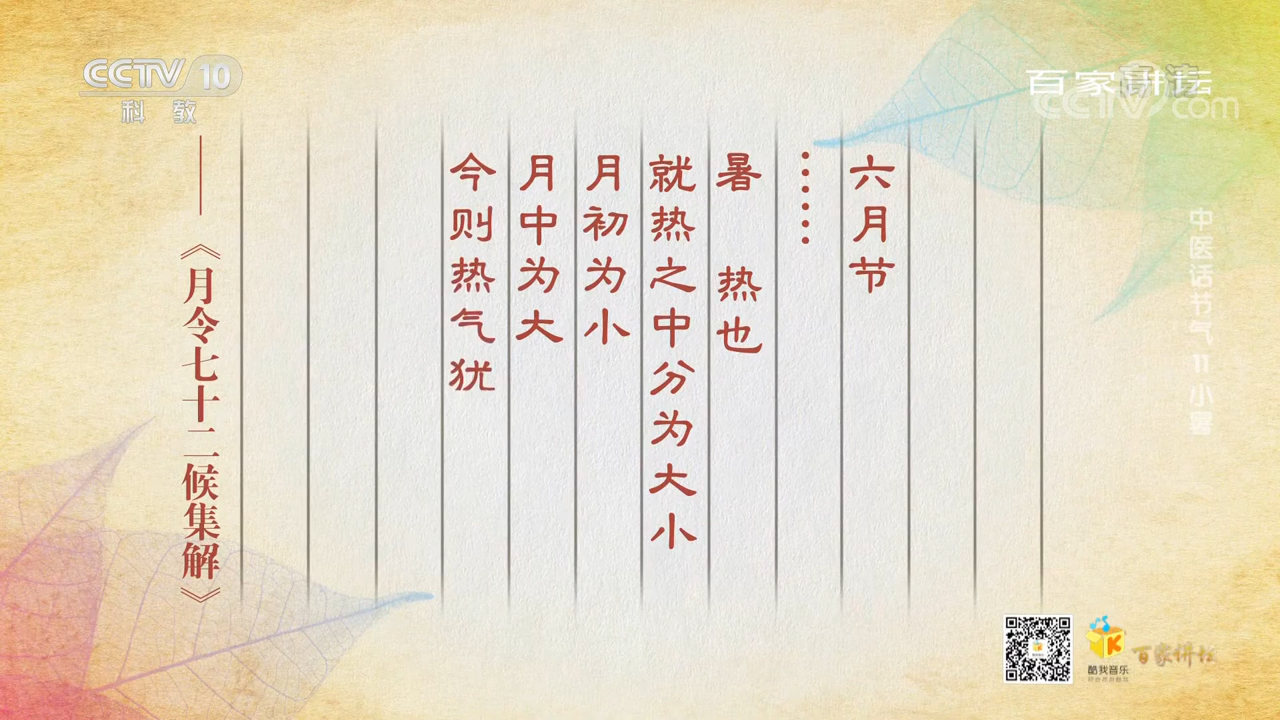 六月节
……
暑 热也
就热之中分为大小
月初为小
月中为大
今则热气犹
——《月令七十二候集解》
CCTV 10
科教
百家讲坛
高清
CCTV.com
中医话节气 11 小暑
酷我音乐
百家讲坛